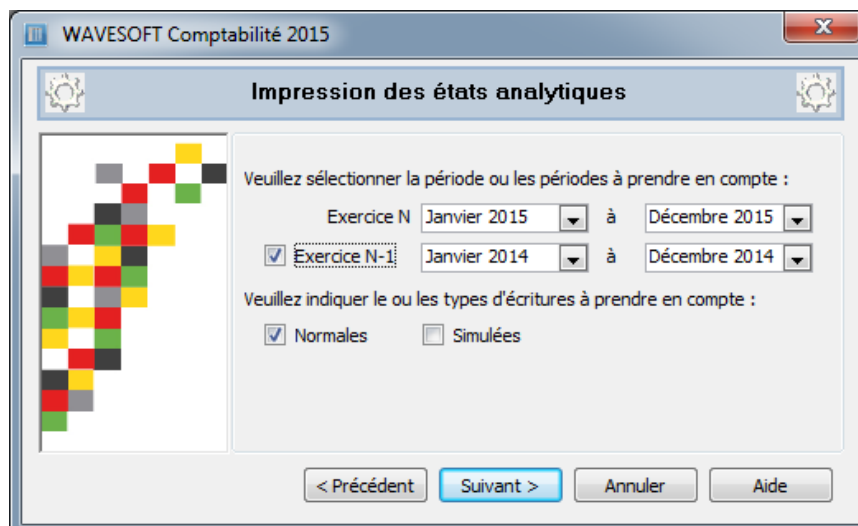 WAVESOFT Comptabilité 2015
Impression des états analytiques
Veuillez sélectionner la période ou les périodes à prendre en compte :
Exercice N Janvier 2015 à Décembre 2015
Exercice N-1 Janvier 2014 à Décembre 2014
Veuillez indiquer le ou les types d'écritures à prendre en compte :
Normales Simulées
< Précédent Suivant > Annuler Aide